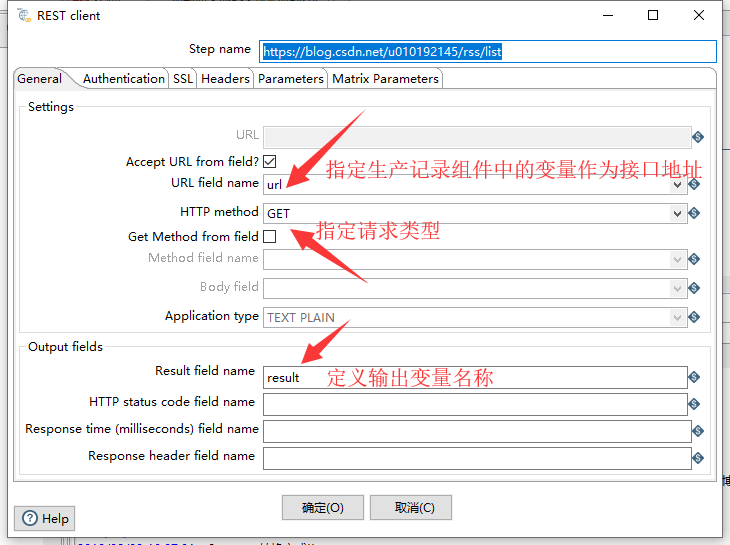 REST client
Step name https://blog.csdn.net/u010192145/rss/list
General Authentication SSL Headers Parameters Matrix Parameters
Settings
URL
Accept URL from field?
指定生产记录组件中的变量作为接口地址
URL field name url
HTTP method GET
指定请求类型
Get Method from field
Method field name
Body field
Application type TEXT PLAIN
Output fields
Result field name result 定义输出变量名称
HTTP status code field name
Response time (milliseconds) field name
Response header field name
博
确定(O) 取消(C)
Help